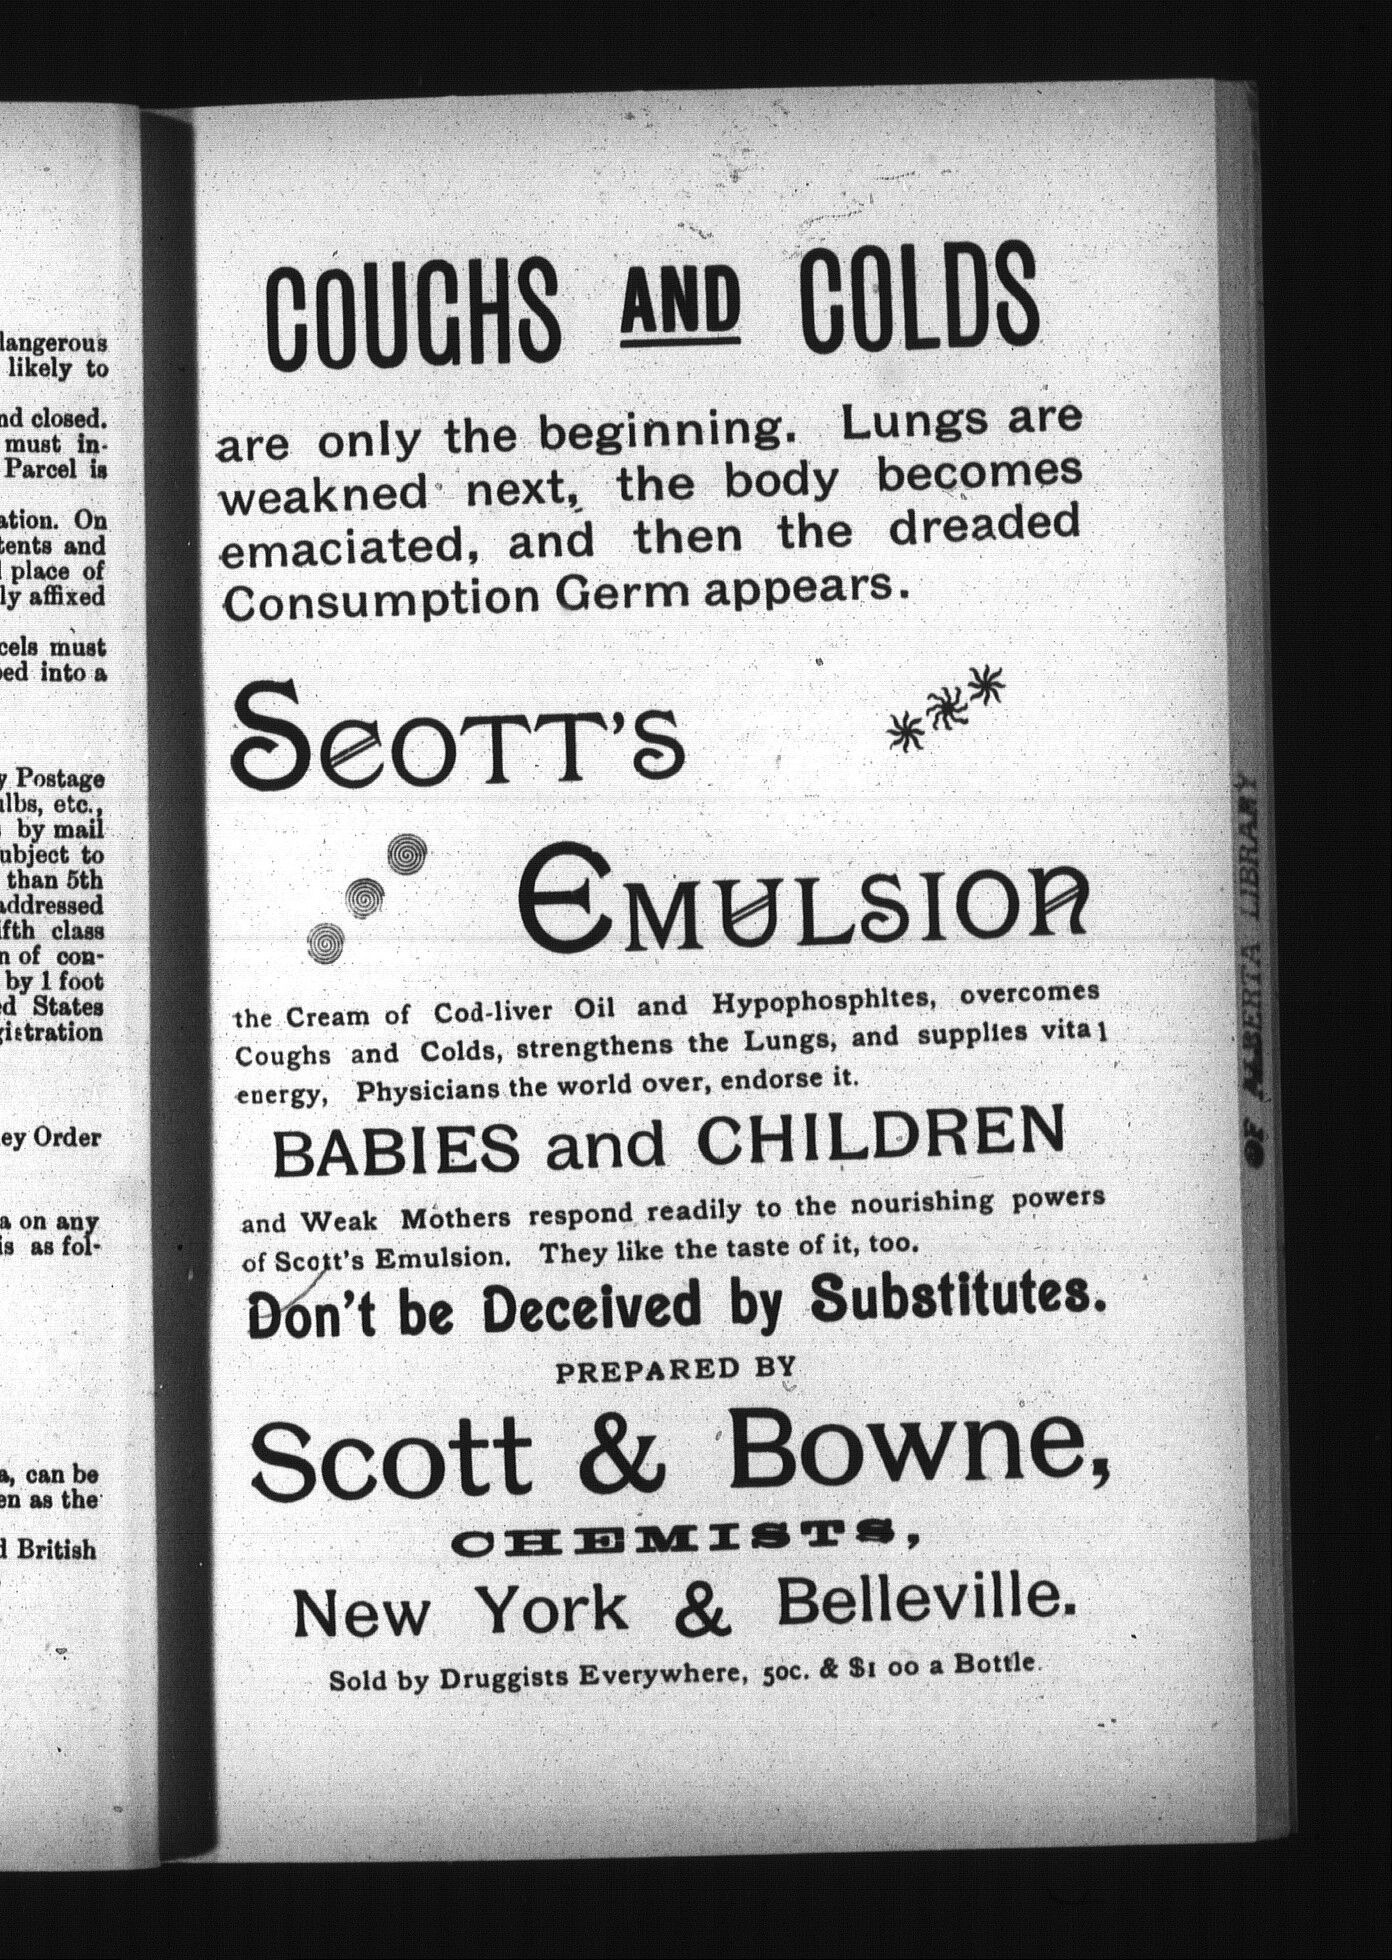 langerous
likely to
nd closed.
must in-
Parcel is
ation. On
tents and
place of
ly affixed
cels must
ped into a
y Postage
ulbs, etc.,
by mail
ubject to
than 5th
addressed
ifth class
n of con-
by 1 foot
ed States
gistration
ey Order
a on any
is as fol-
a, can be
en as the
d British
COUGHS AND COLDS
are only the beginning. Lungs are
weakned next, the body becomes
emaciated, and then the dreaded
Consumption Germ appears.
SCOTT'S
EMULSION
the Cream of Cod-liver Oil and Hypophosphites, overcomes
Coughs and Colds, strengthens the Lungs, and supplies vital
energy, Physicians the world over, endorse it.
BABIES and CHILDREN
and Weak Mothers respond readily to the nourishing powers
of Scott's Emulsion. They like the taste of it, too.
Don't be Deceived by Substitutes.
PREPARED BY
Scott & Bowne,
CHEMISTS,
New York & Belleville.
Sold by Druggists Everywhere, 50c. & $1 00 a Bottle.
OF ALBERTA LIBRARY